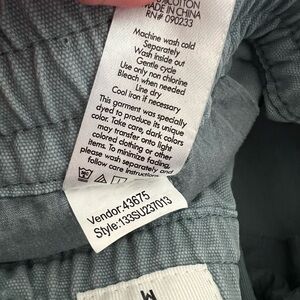 COTTON
MADE IN CHINA
RN# 090233
Machine wash cold
Separately
Wash Inside out
Gentle cycle
Use only non chlorine
Bleach when needed
Line dry
Cool iron if necessary
This garment was specially
dyed to produce its unique
color. Take care, dark colors
may transfer onto light
colored clothing or other
items. To minimize fading,
please wash separately and
follow care instructions
Vendor:43675
Style:133SU237013
M